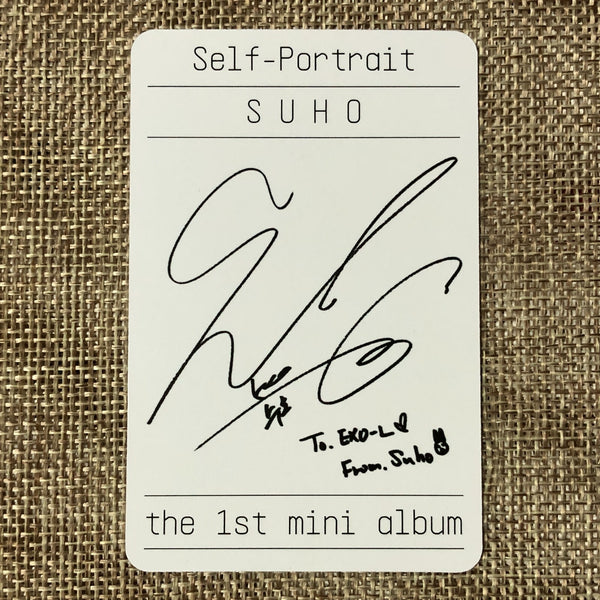 Self-Portrait
SUHO
To. EXO-L♡
From. Suho
the 1st mini album